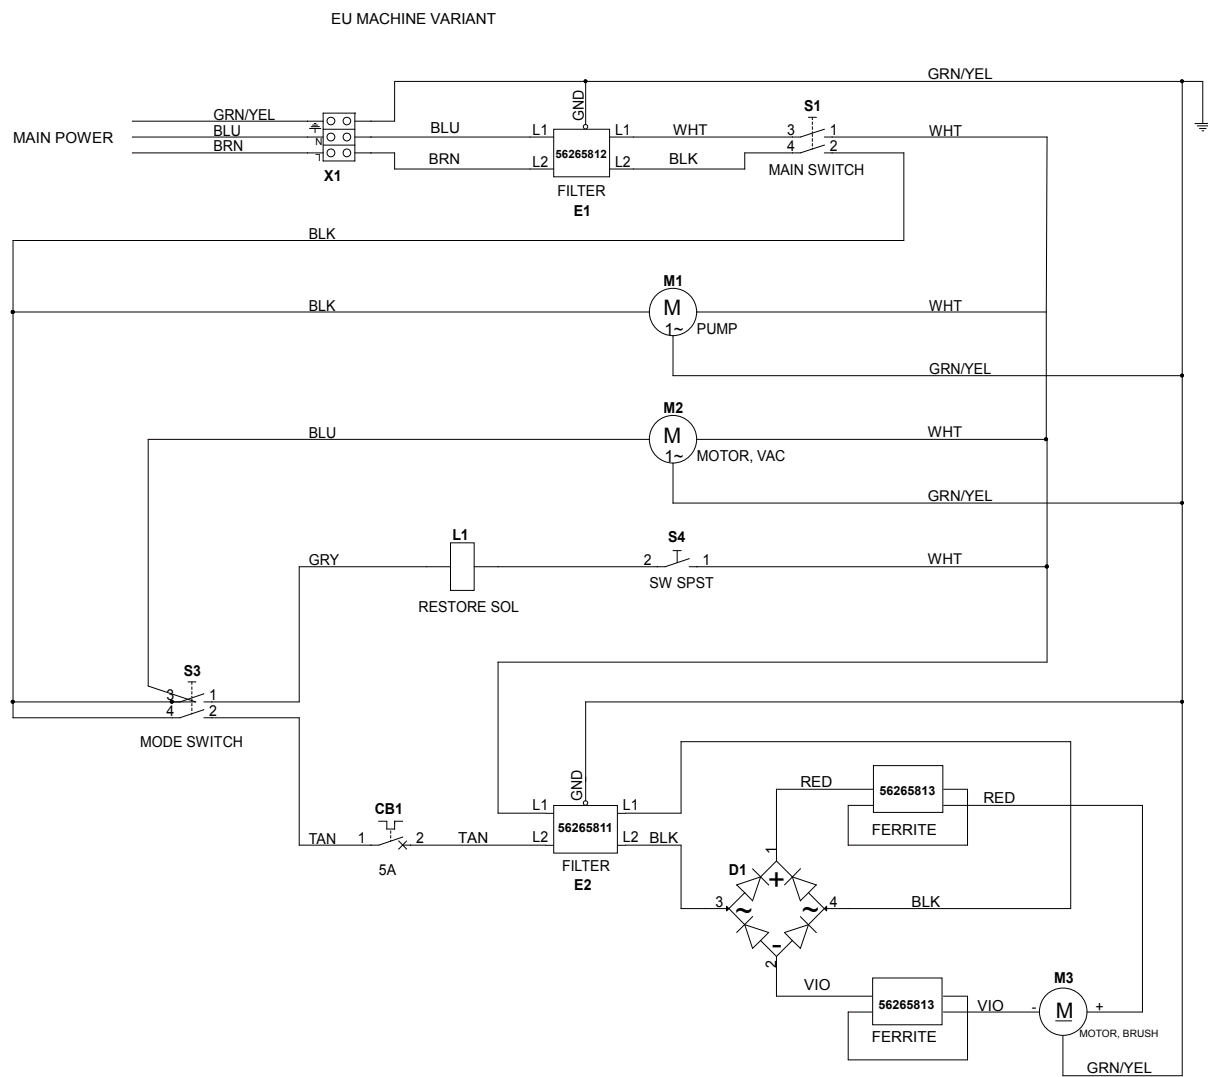 EU MACHINE VARIANT
GRN/YEL
MAIN POWER
GRN/YEL
BLU
BRN
N
L
X1
BLU
BRN
GND
L1
L2
56265812
L1
L2
FILTER
E1
WHT
BLK
S1
3
4
1
2
MAIN SWITCH
WHT
BLK
BLK
M1
M
1~
PUMP
WHT
GRN/YEL
BLU
M2
M
1~
MOTOR, VAC
WHT
GRN/YEL
GRY
L1
RESTORE SOL
S4
2
1
SW SPST
WHT
S3
3
4
1
2
MODE SWITCH
TAN
CB1
1
2
5A
TAN
GND
L1
L2
56265811
L1
L2
FILTER
E2
BLK
RED
56265813
FERRITE
RED
D1
1
+
3
~
~
4
-
2
BLK
VIO
56265813
FERRITE
VIO
M3
-
M
+
MOTOR, BRUSH
GRN/YEL